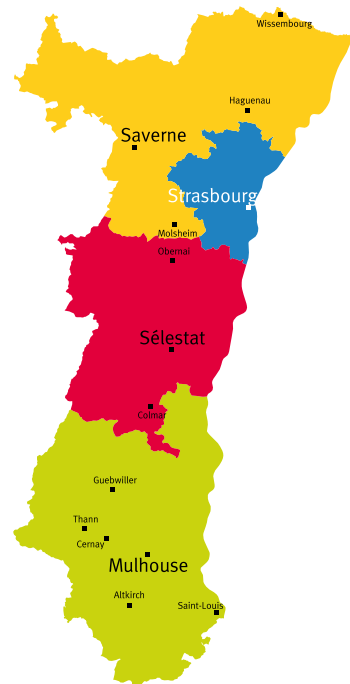 Wissembourg
Haguenau
Saverne
Strasbourg
Molsheim
Obernai
Sélestat
Colmar
Guebwiller
Thann
Cernay
Mulhouse
Altkirch
Saint-Louis